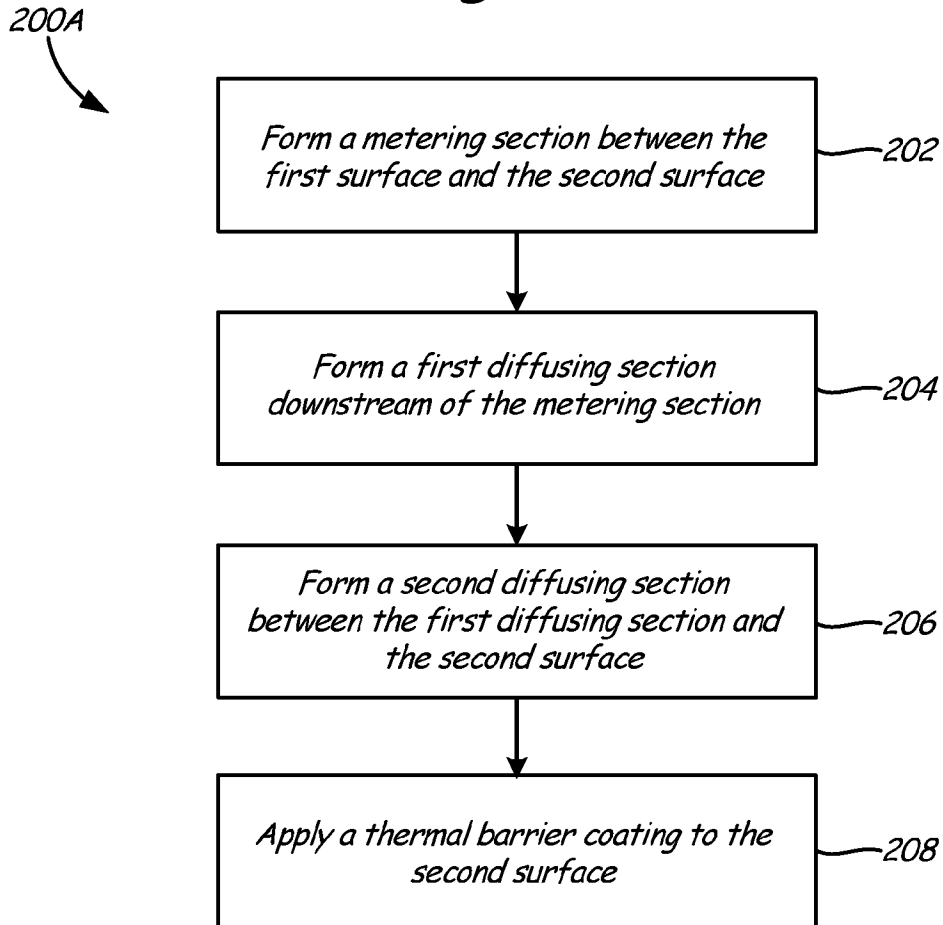 200A
Form a metering section between the
first surface and the second surface
202
Form a first diffusing section
downstream of the metering section
204
Form a second diffusing section
between the first diffusing section and
the second surface
206
Apply a thermal barrier coating to the
second surface
208